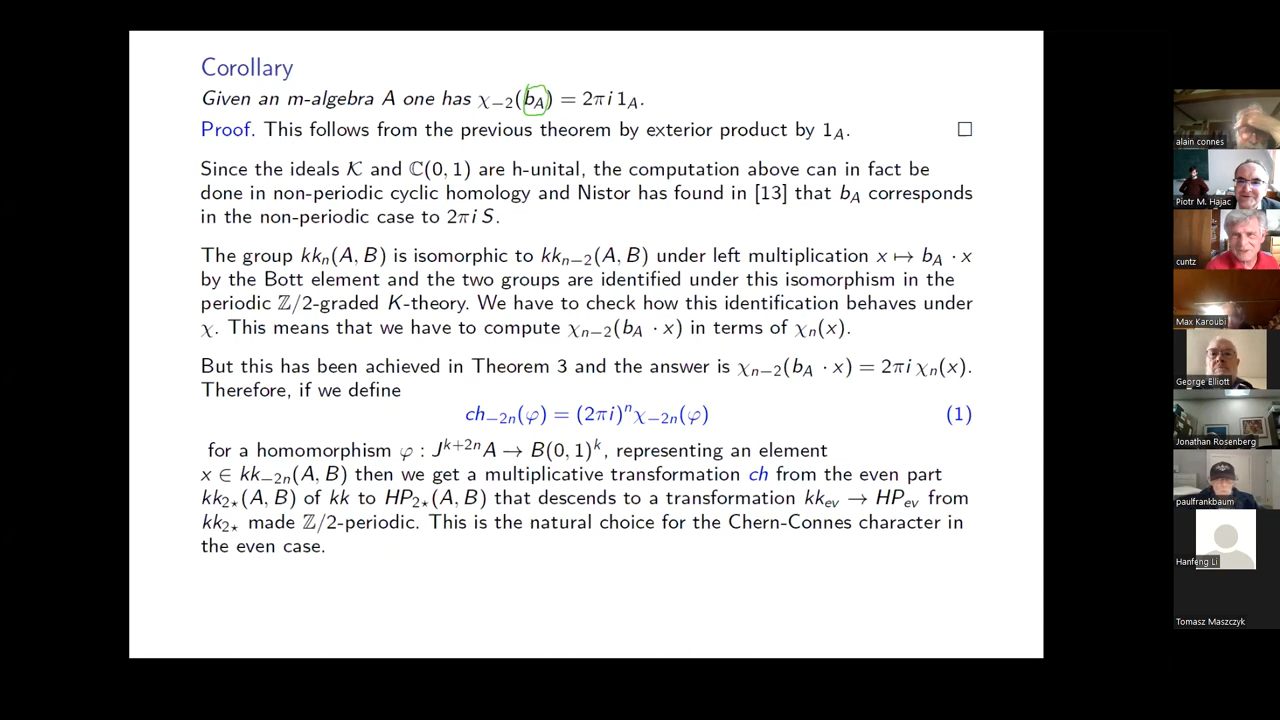 Corollary
Given an m-algebra A one has χ₋₂(b_A) = 2πi 1_A.
Proof. This follows from the previous theorem by exterior product by 1_A. □
Since the ideals 𝒦 and ℂ(0, 1) are h-unital, the computation above can in fact be
done in non-periodic cyclic homology and Nistor has found in [13] that b_A corresponds
in the non-periodic case to 2πi S.
The group kk_n(A, B) is isomorphic to kk_{n−2}(A, B) under left multiplication x ↦ b_A · x
by the Bott element and the two groups are identified under this isomorphism in the
periodic ℤ/2-graded K-theory. We have to check how this identification behaves under
χ. This means that we have to compute χ_{n−2}(b_A · x) in terms of χ_n(x).
But this has been achieved in Theorem 3 and the answer is χ_{n−2}(b_A · x) = 2πi χ_n(x).
Therefore, if we define
ch_{−2n}(φ) = (2πi)ⁿχ_{−2n}(φ) (1)
for a homomorphism φ : J^{k+2n}A → B(0, 1)^k, representing an element
x ∈ kk_{−2n}(A, B) then we get a multiplicative transformation ch from the even part
kk_{2⋆}(A, B) of kk to HP_{2⋆}(A, B) that descends to a transformation kk_{ev} → HP_{ev} from
kk_{2⋆} made ℤ/2-periodic. This is the natural choice for the Chern-Connes character in
the even case.
alain connes
Piotr M. Hajac
cuntz
Max Karoubi
George Elliott
Jonathan Rosenberg
paulfrankbaum
Hanfeng Li
Tomasz Maszczyk